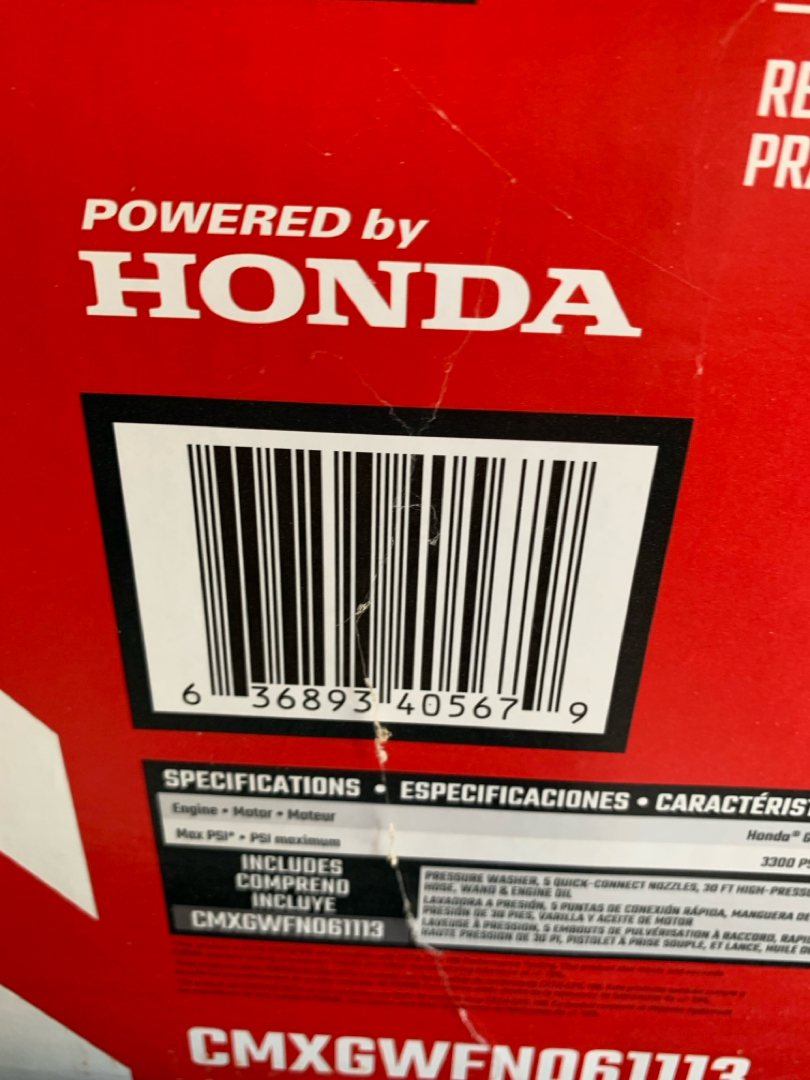 RE
PRA
POWERED by
HONDA
6 36893 40567 9
SPECIFICATIONS • ESPECIFICACIONES • CARACTÉRIST
Engine • Motor • Moteur
Honda® G
Max PSI* • PSI maximum
3300 PS
INCLUDES
COMPREND
INCLUYE
CMXGWFN061113
PRESSURE WASHER, 5 QUICK-CONNECT NOZZLES, 30 FT HIGH-PRESSU
HOSE, WAND & ENGINE OIL
LAVADORA A PRESIÓN, 5 PUNTAS DE CONEXIÓN RÁPIDA, MANGUERA DE
PRESIÓN DE 30 PIES, VARILLA Y ACEITE DE MOTOR
LAVEUSE À PRESSION, 5 EMBOUTS DE PULVÉRISATION À RACCORD, RAPID
HAUTE PRESSION DE 30 PI, PISTOLET À PRISE SOUPLE, ET LANCE, HUILE D
CMXGWFN061113